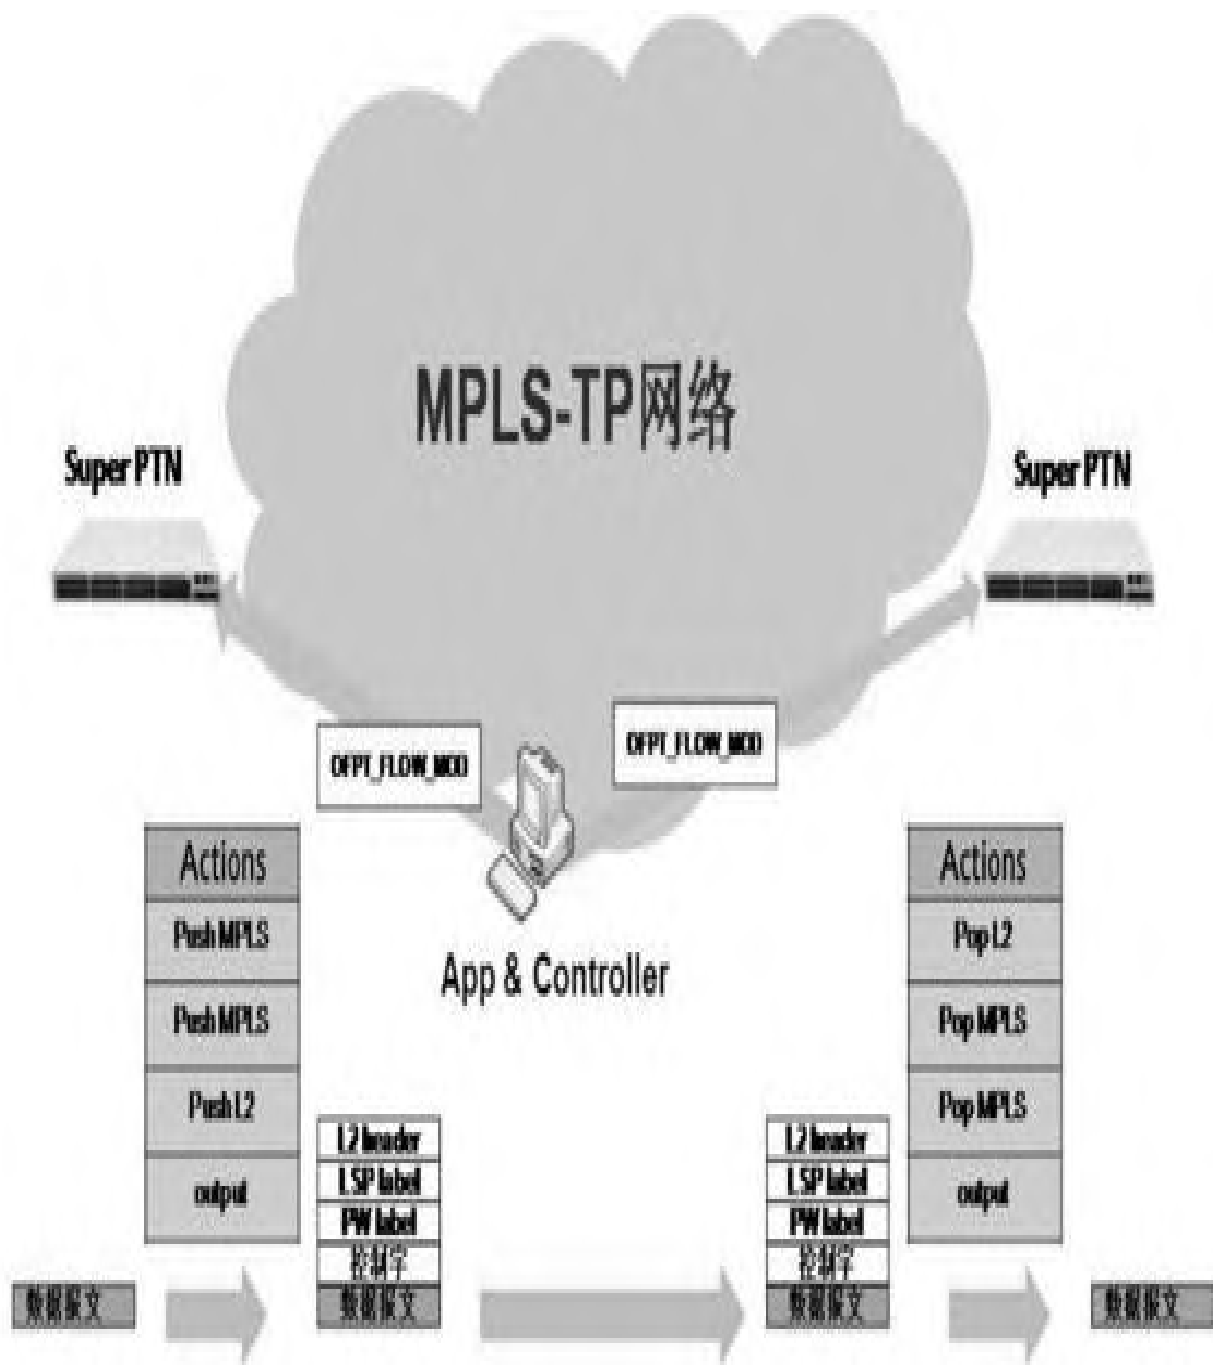 MPLS-TP网络
Super PTN
Super PTN
OFPT_FLOW_MOD
OFPT_FLOW_MOD
App & Controller
Actions
Push MPLS
Push MPLS
Push L2
output
L2 header
LSP label
PW label
控制字
数据报文
L2 header
LSP label
PW label
控制字
数据报文
Actions
Pop L2
Pop MPLS
Pop MPLS
output
数据报文
数据报文